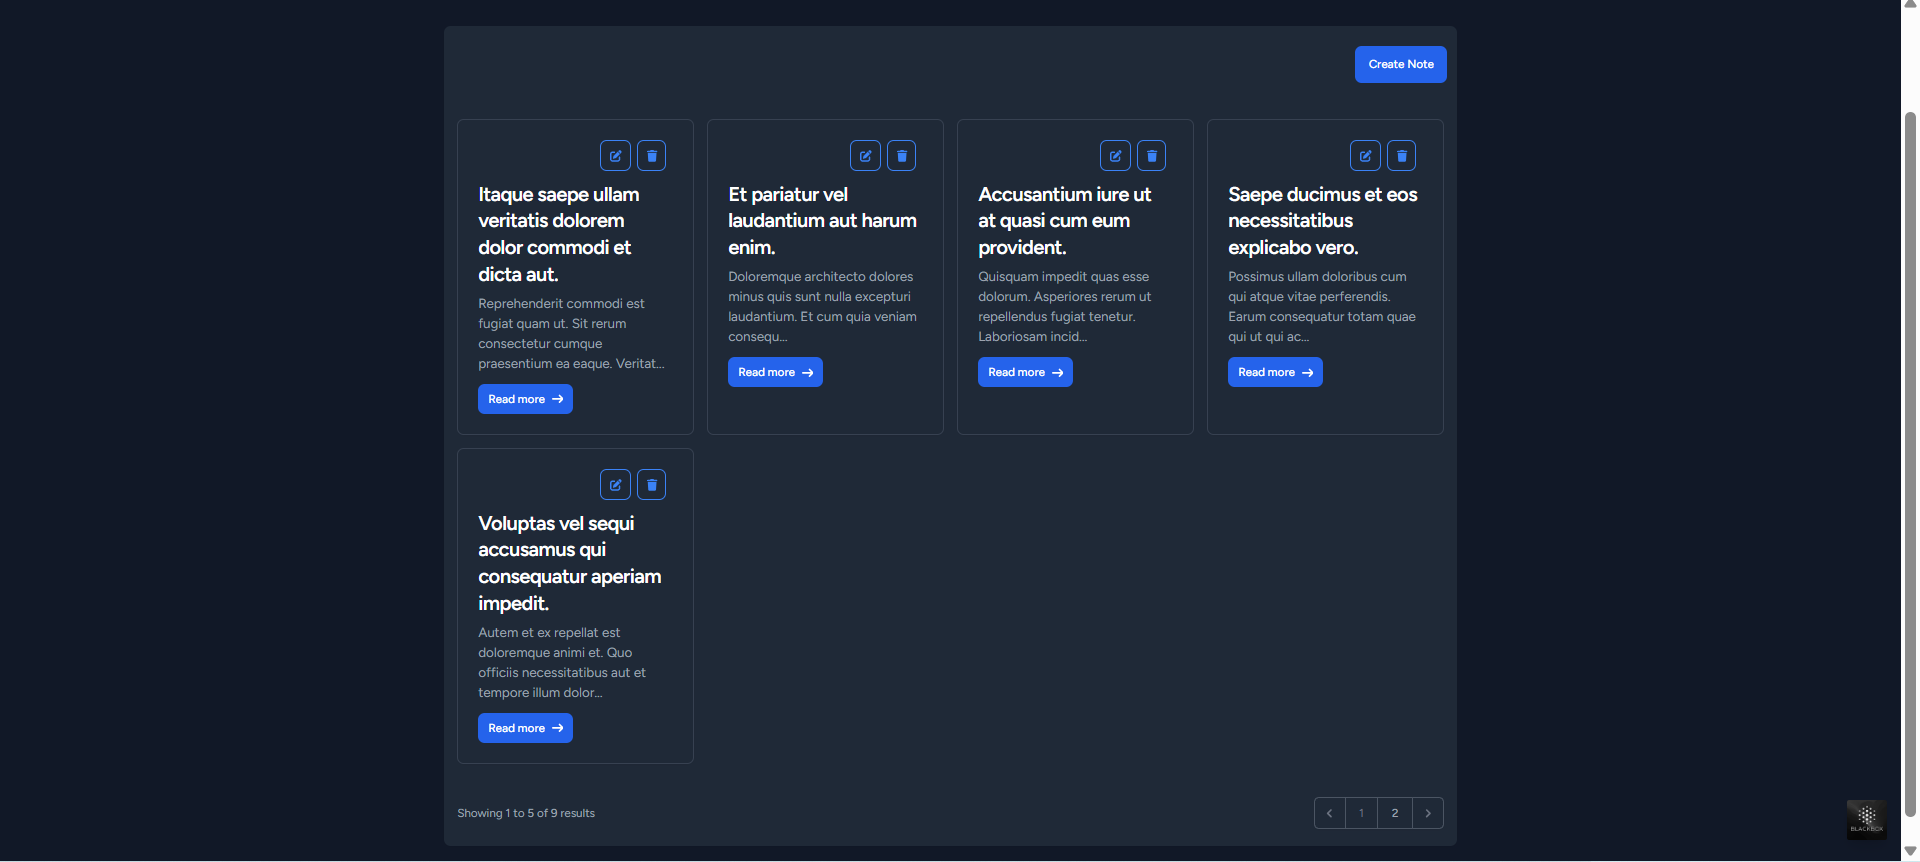 Create Note
Itaque saepe ullam
veritatis dolorem
dolor commodi et
dicta aut.
Reprehenderit commodi est
fugiat quam ut. Sit rerum
consectetur cumque
praesentium ea eaque. Veritat...
Read more
Et pariatur vel
laudantium aut harum
enim.
Doloremque architecto dolores
minus quis sunt nulla excepturi
laudantium. Et cum quia veniam
consequ...
Read more
Accusantium iure ut
at quasi cum eum
provident.
Quisquam impedit quas esse
dolorum. Asperiores rerum ut
repellendus fugiat tenetur.
Laboriosam incid...
Read more
Saepe ducimus et eos
necessitatibus
explicabo vero.
Possimus ullam doloribus cum
qui atque vitae perferendis.
Earum consequatur totam quae
qui ut qui ac...
Read more
Voluptas vel sequi
accusamus qui
consequatur aperiam
impedit.
Autem et ex repellat est
doloremque animi et. Quo
officiis necessitatibus aut et
tempore illum dolor...
Read more
Showing 1 to 5 of 9 results
1 2
BLACKBOX